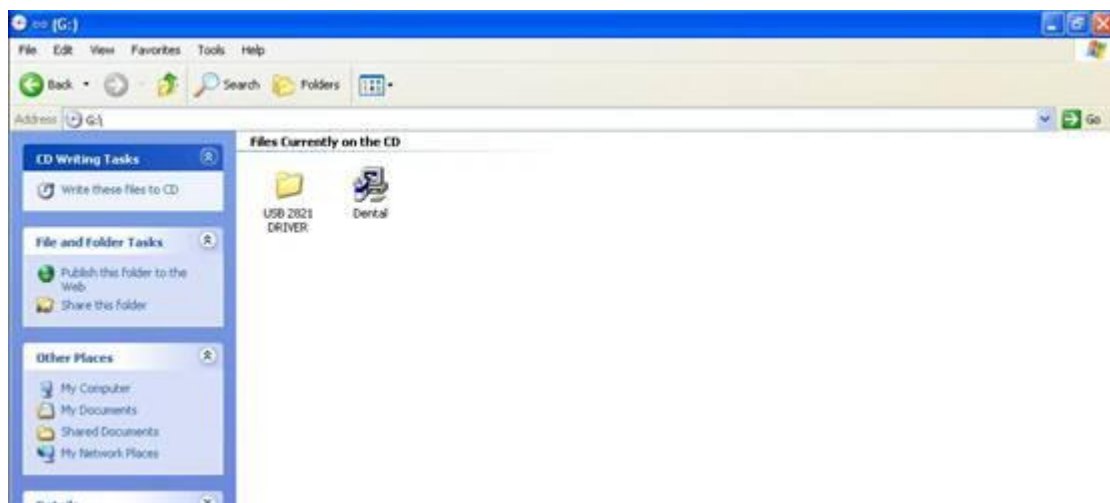 (G:)
File Edit View Favorites Tools Help
Back Search Folders
Address G:\ Go
Files Currently on the CD
CD Writing Tasks
Write these files to CD
USB 2821
DRIVER
Dental
File and Folder Tasks
Publish this folder to the
Web
Share this folder
Other Places
My Computer
My Documents
Shared Documents
My Network Places
Details